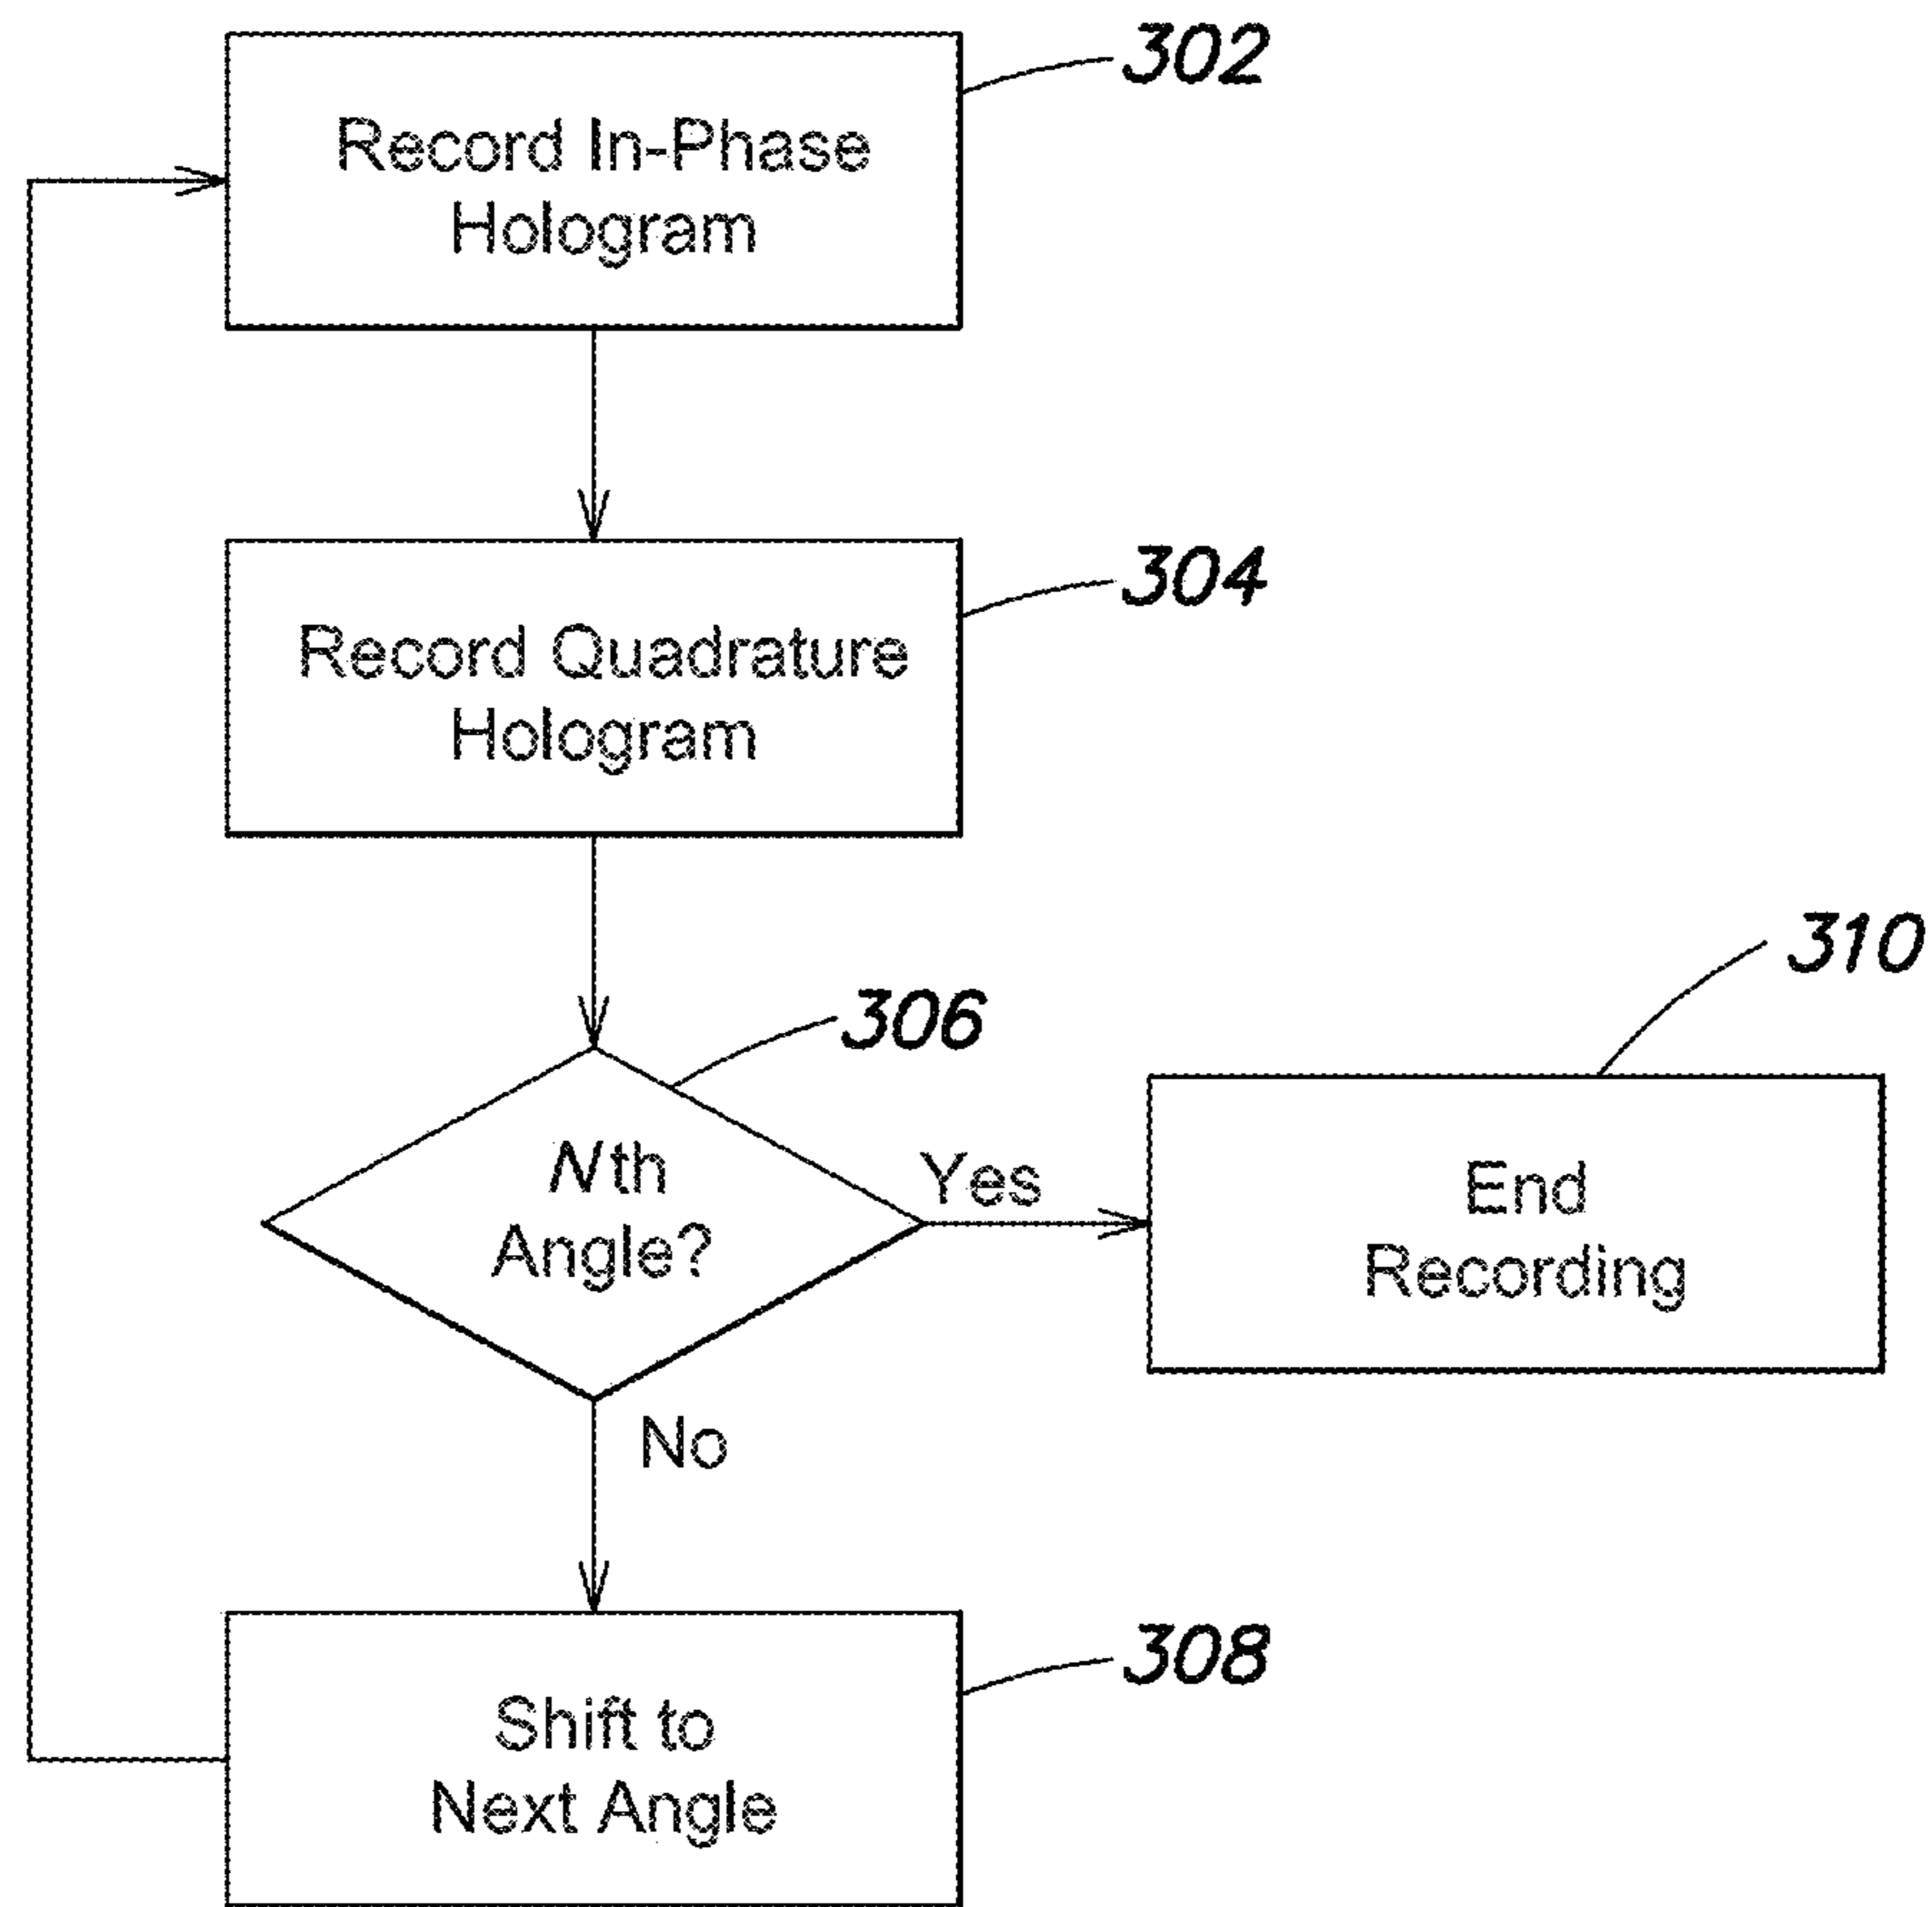 302
Record In-Phase
Hologram
304
Record Quadrature
Hologram
306
310
Nth
Angle?
Yes
End
Recording
No
308
Shift to
Next Angle